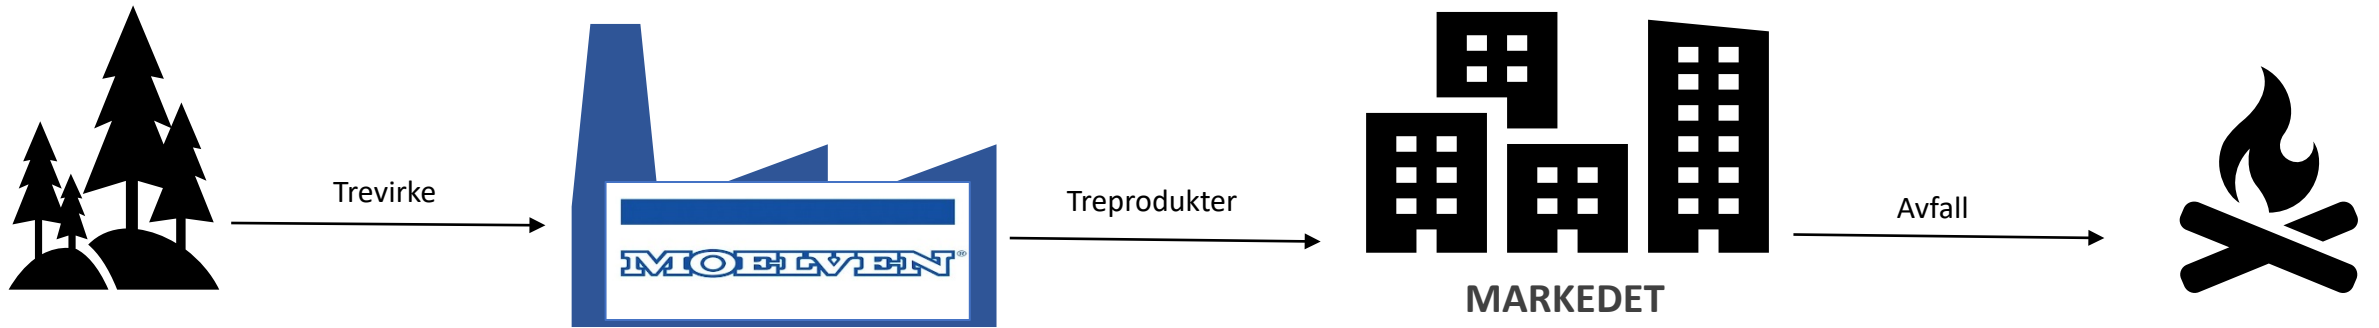 Trevirke
MOELVEN®
Treprodukter
MARKEDET
Avfall